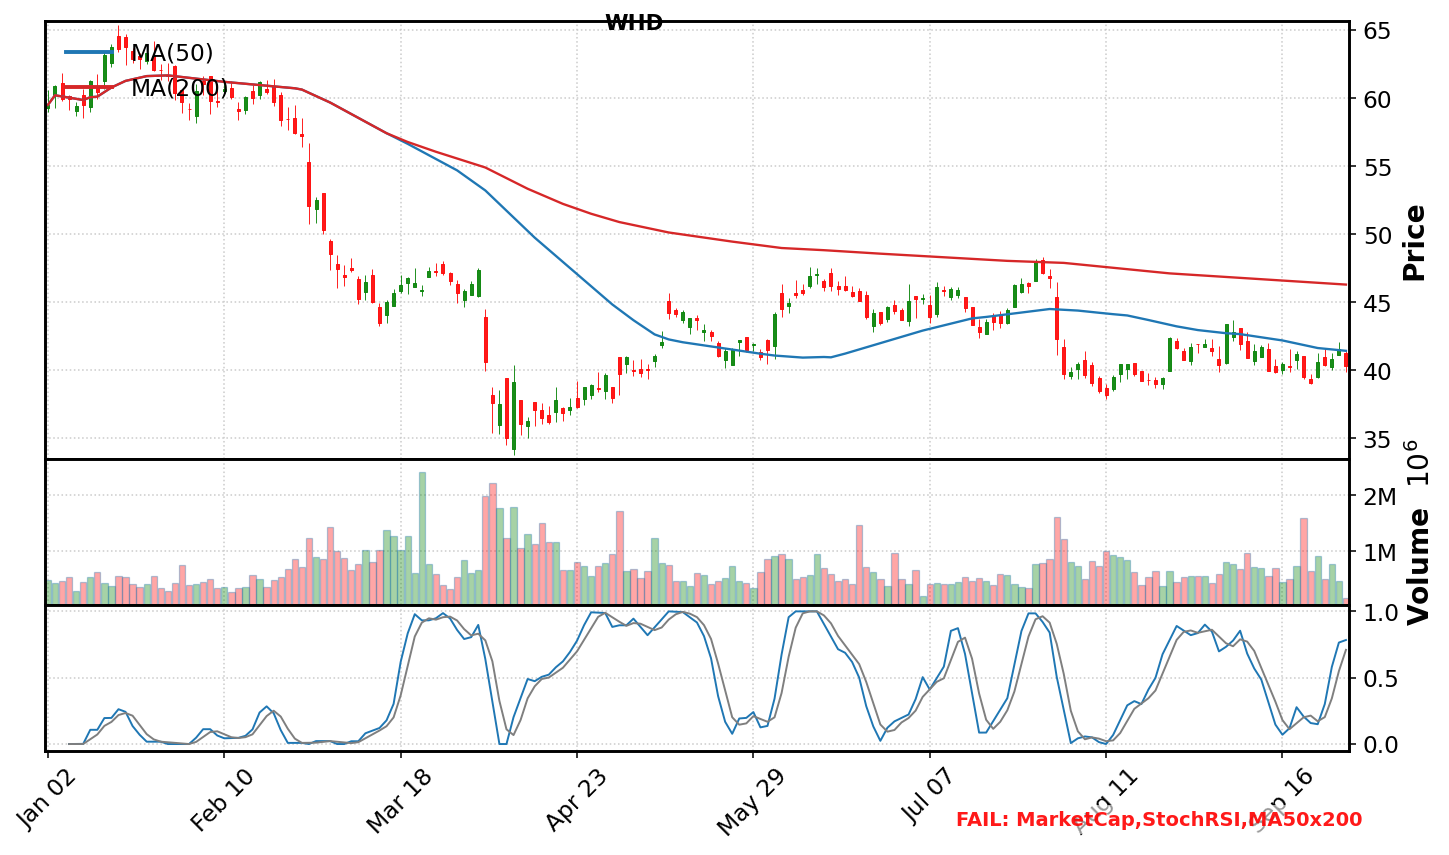 WHD
MA(50)
MA(200)
65
60
55
50
45
40
35
Price
2M
1M
Volume 10⁶
1.0
0.5
0.0
Jan 02
Feb 10
Mar 18
Apr 23
May 29
Jul 07
Aug 11
Sep 16
FAIL: MarketCap,StochRSI,MA50x200